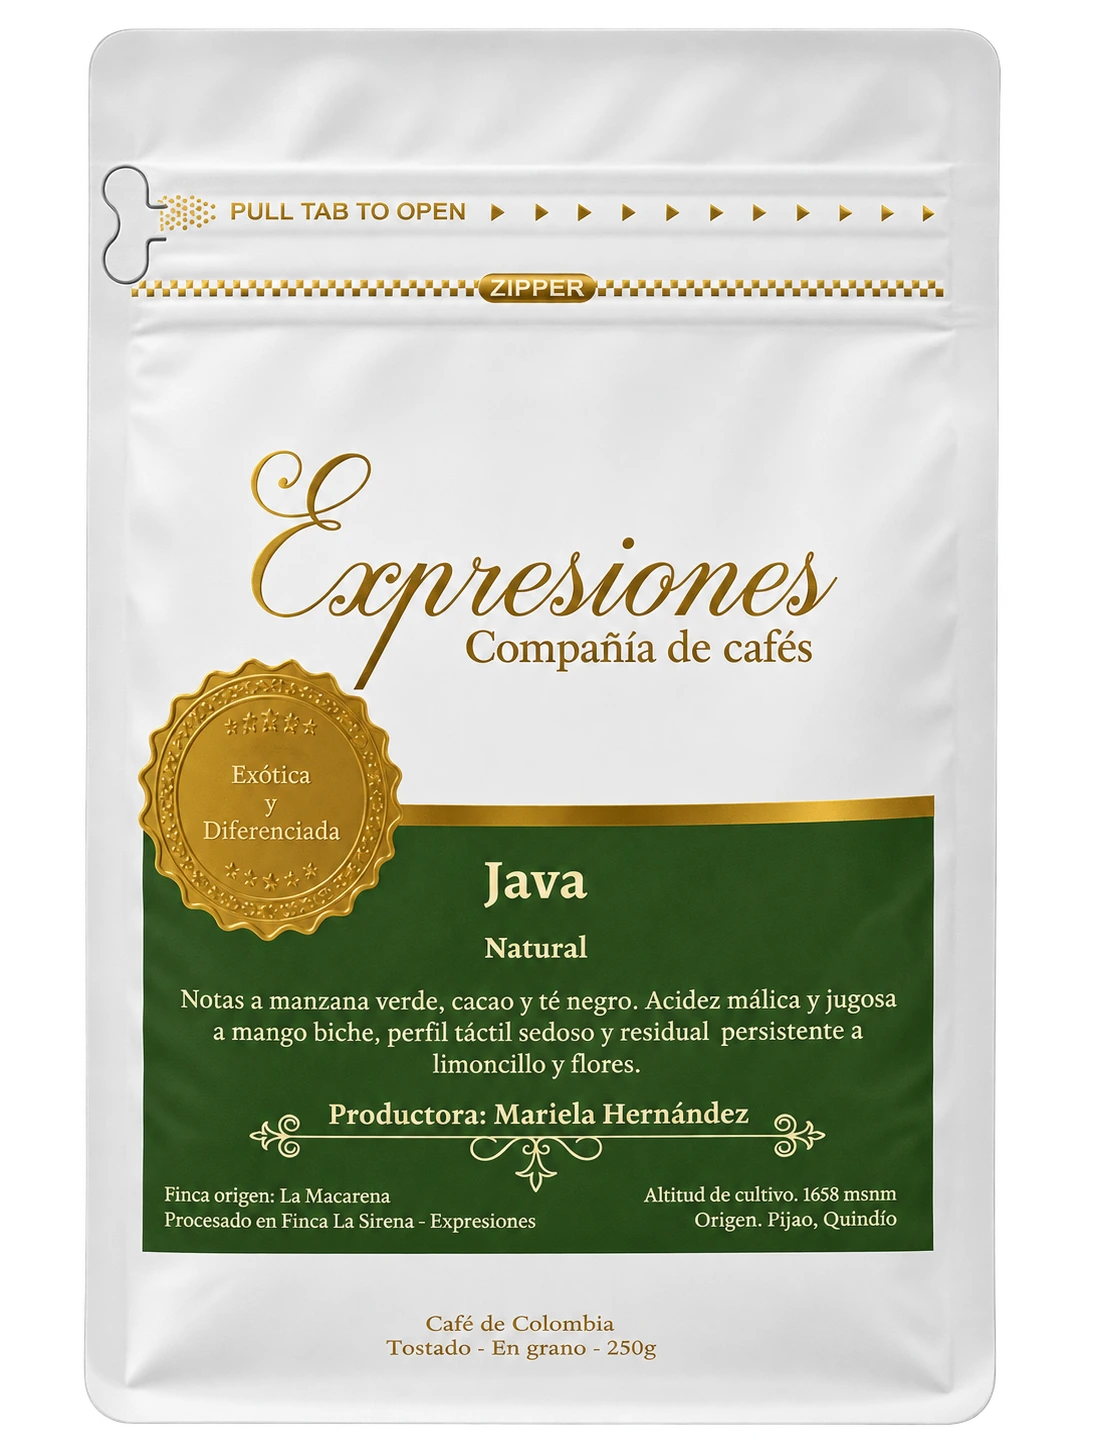 PULL TAB TO OPEN
ZIPPER
Expresiones
Compañía de cafés
Exótica
y
Diferenciada
Java
Natural
Notas a manzana verde, cacao y té negro. Acidez málica y jugosa
a mango biche, perfil táctil sedoso y residual persistente a
limoncillo y flores.
Productora: Mariela Hernández
Finca origen: La Macarena
Procesado en Finca La Sirena - Expresiones
Altitud de cultivo. 1658 msnm
Origen. Pijao, Quindío
Café de Colombia
Tostado - En grano - 250g